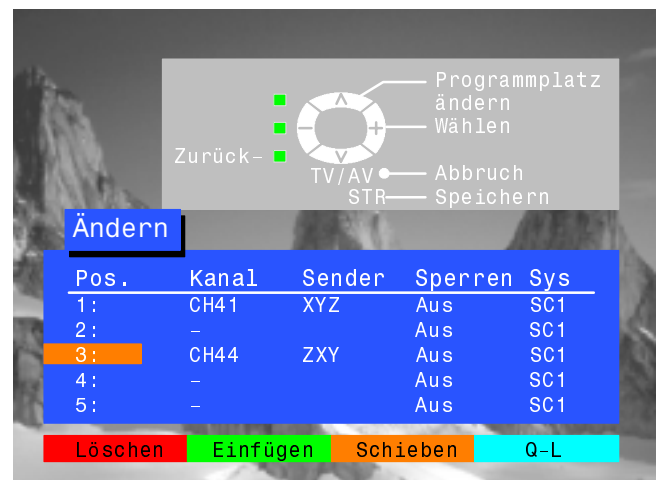 Programmplatz
ändern
Wählen
Zurück–
TV/AV Abbruch
STR Speichern
Ändern
Pos. Kanal Sender Sperren Sys
1: CH41 XYZ Aus SC1
2: – Aus SC1
3: CH44 ZXY Aus SC1
4: – Aus SC1
5: – Aus SC1
Löschen Einfügen Schieben Q–L